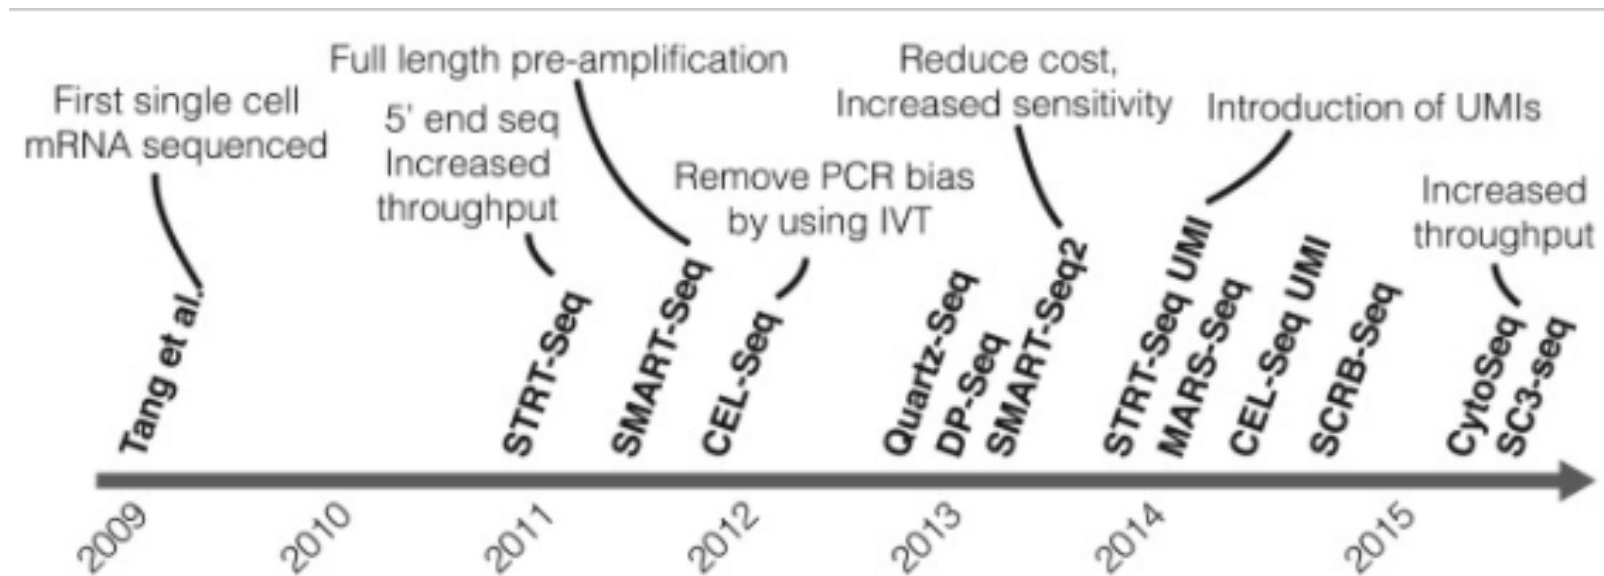 First single cell
mRNA sequenced
Full length pre-amplification
5' end seq
Increased
throughput
Remove PCR bias
by using IVT
Reduce cost,
Increased sensitivity
Introduction of UMIs
Increased
throughput
Tang et al.
STRT-Seq
SMART-Seq
CEL-Seq
Quartz-Seq
DP-Seq
SMART-Seq2
STRT-Seq UMI
MARS-Seq
CEL-Seq UMI
SCRB-Seq
CytoSeq
SC3-seq
2009
2010
2011
2012
2013
2014
2015